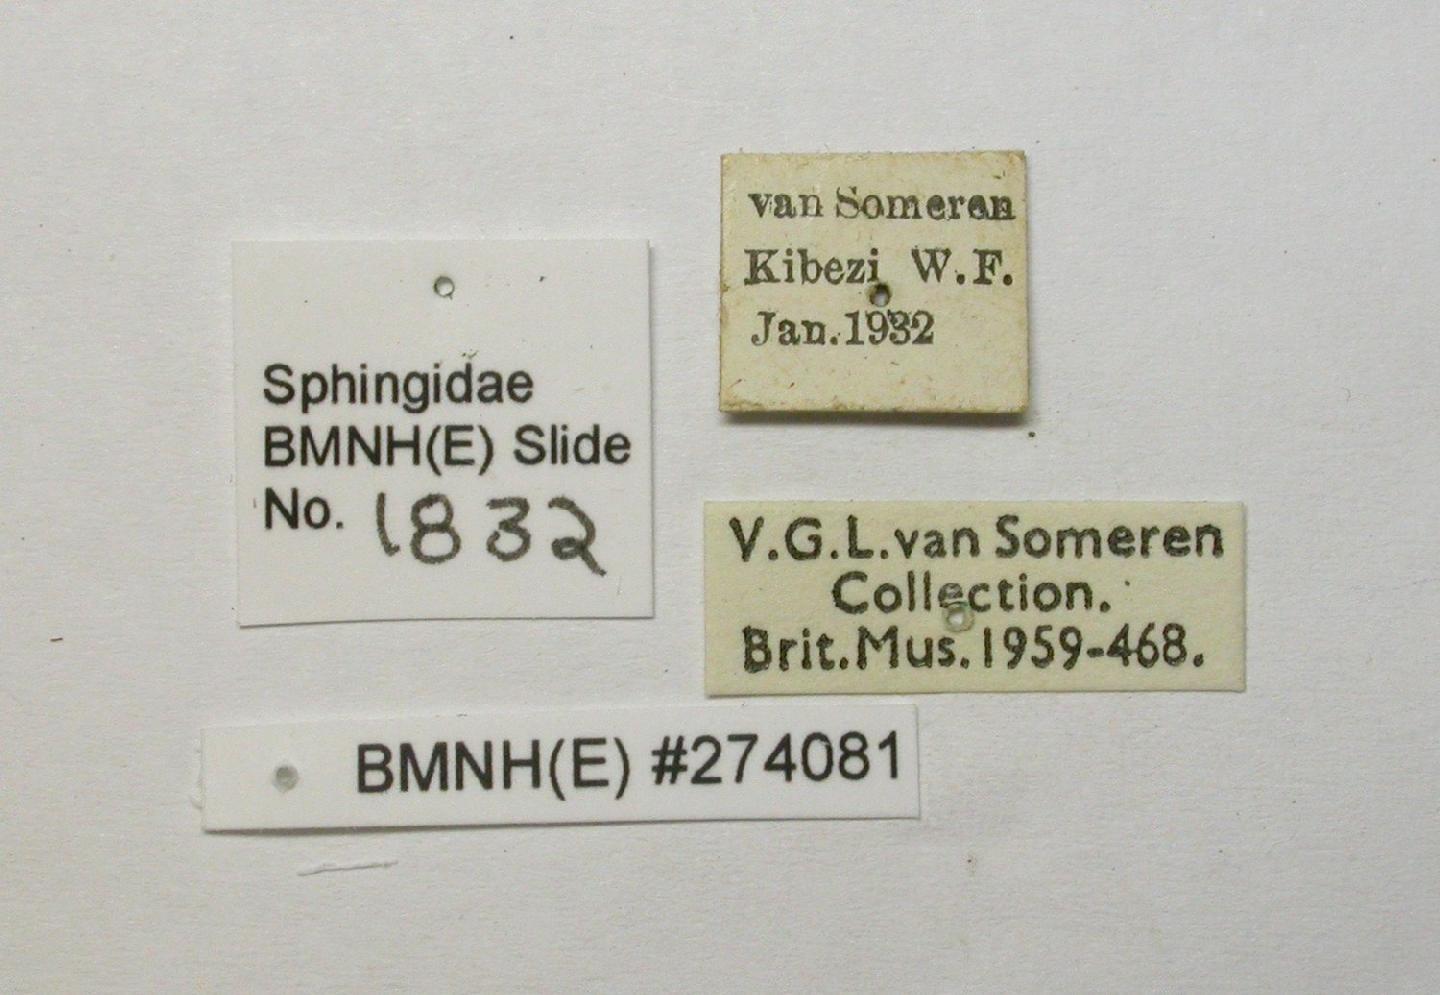 van Someren
Kibezi W.F.
Jan.1932
Sphingidae
BMNH(E) Slide
No. 1832
V.G.L.van Someren
Collection.
Brit.Mus.1959-468.
BMNH(E) #274081